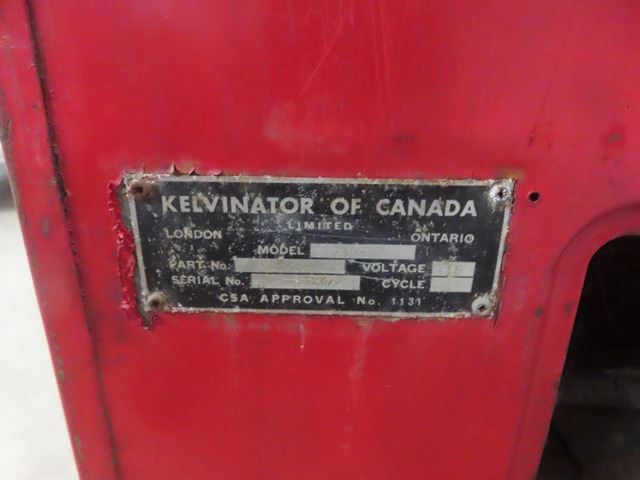 KELVINATOR OF CANADA
LIMITED
LONDON ONTARIO
MODEL
PART No. VOLTAGE
SERIAL No. CYCLE
CSA APPROVAL No. 1131